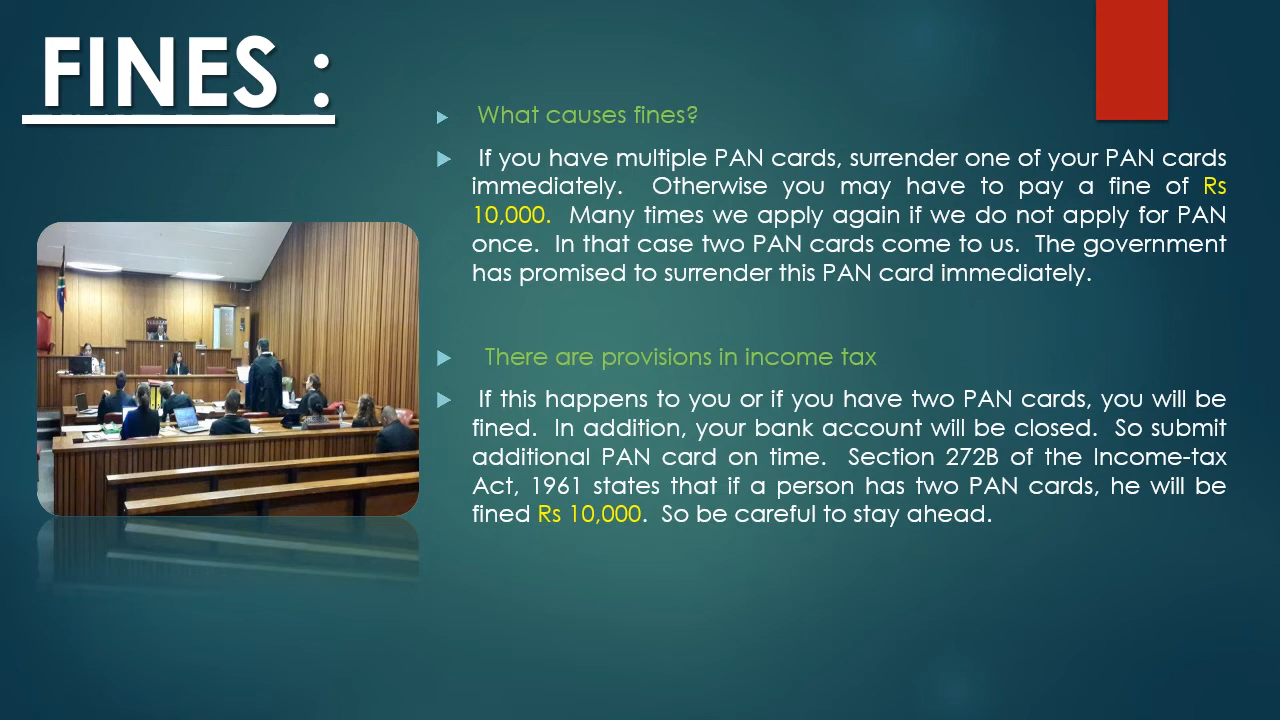 FINES :
What causes fines?
If you have multiple PAN cards, surrender one of your PAN cards
immediately.  Otherwise you may have to pay a fine of Rs
10,000.  Many times we apply again if we do not apply for PAN
once.  In that case two PAN cards come to us.  The government
has promised to surrender this PAN card immediately.
There are provisions in income tax
If this happens to you or if you have two PAN cards, you will be
fined.  In addition, your bank account will be closed.  So submit
additional PAN card on time.  Section 272B of the Income-tax
Act, 1961 states that if a person has two PAN cards, he will be
fined Rs 10,000.  So be careful to stay ahead.